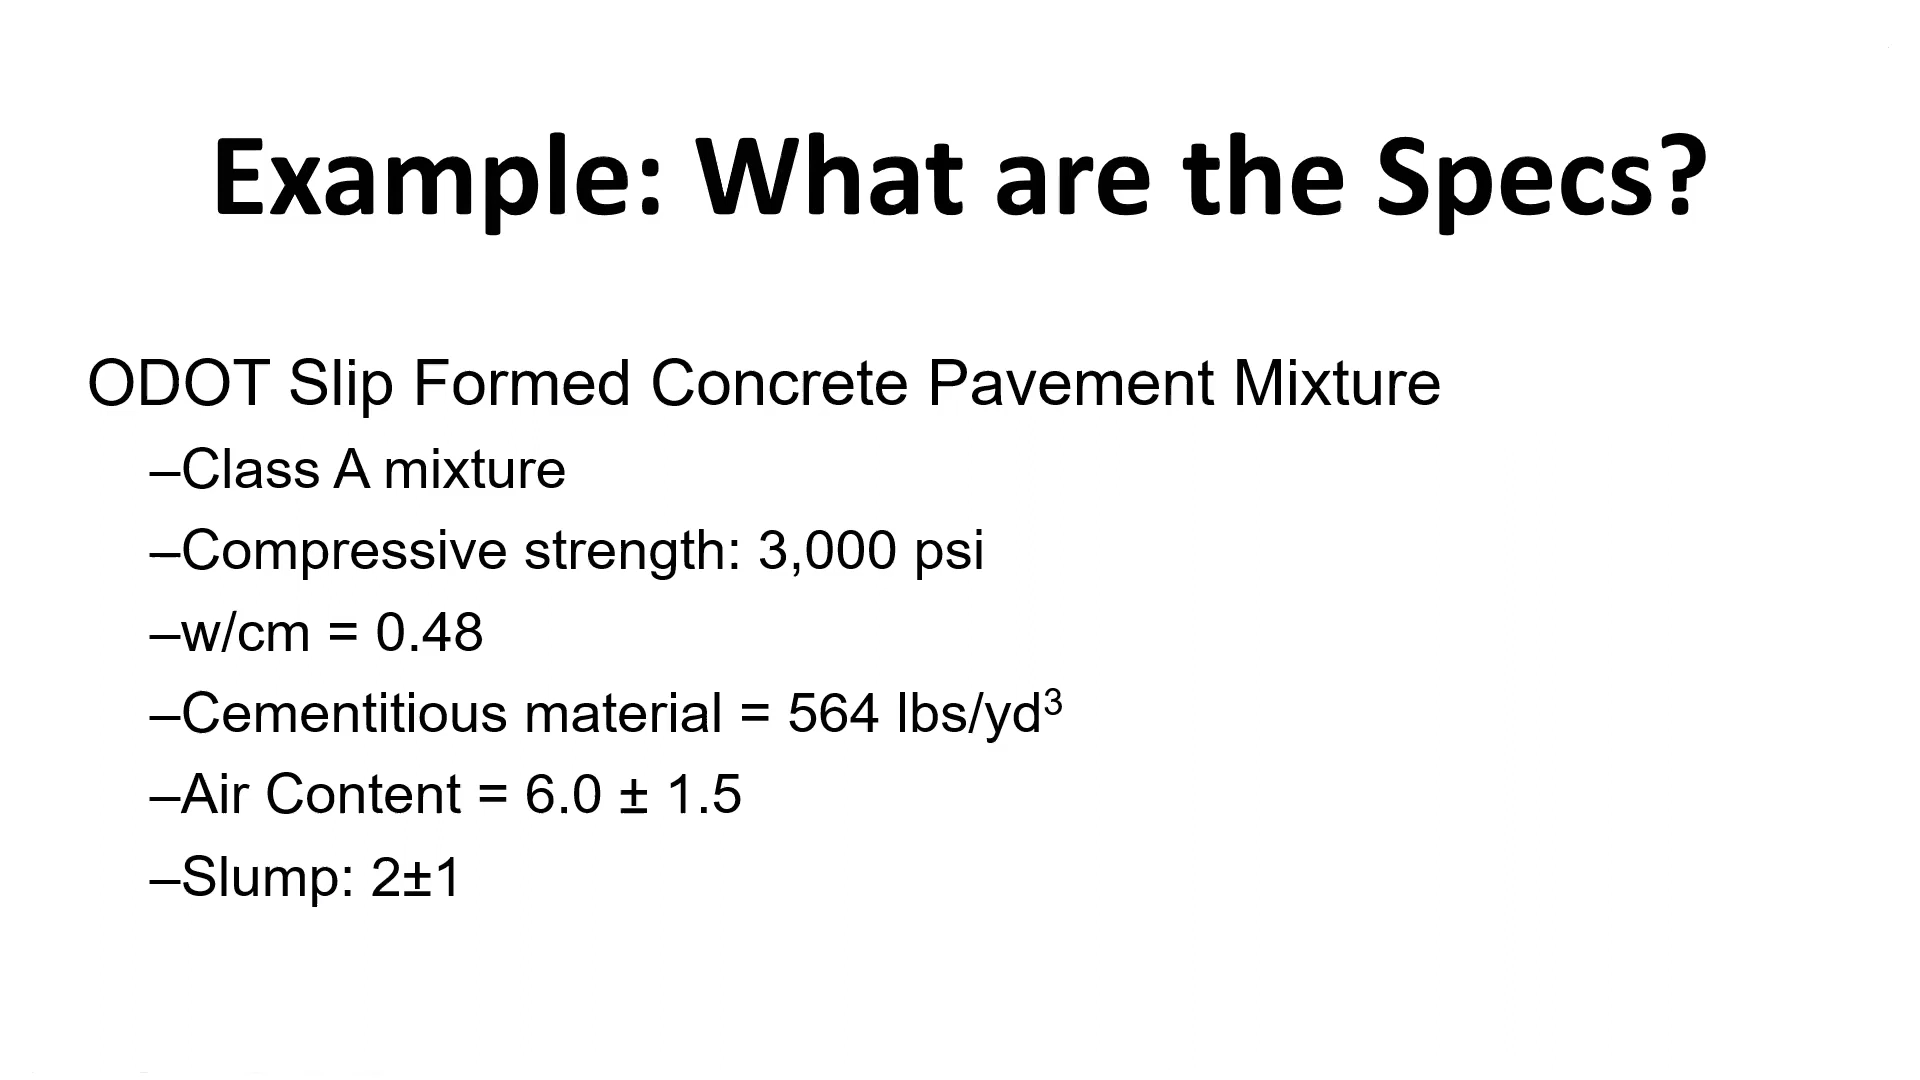 Example: What are the Specs?
ODOT Slip Formed Concrete Pavement Mixture
–Class A mixture
–Compressive strength: 3,000 psi
–w/cm = 0.48
–Cementitious material = 564 lbs/yd³
–Air Content = 6.0 ± 1.5
–Slump: 2±1